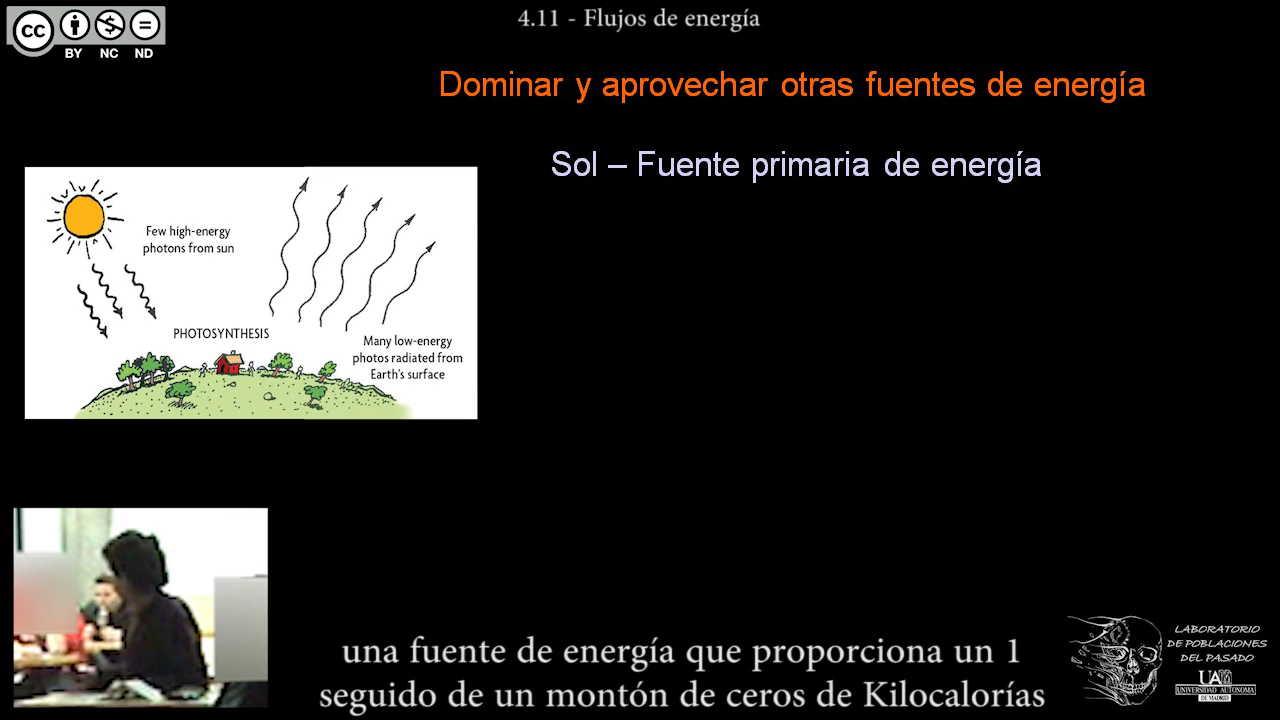 cc
BY NC ND
4.11 - Flujos de energía
Dominar y aprovechar otras fuentes de energía
Sol – Fuente primaria de energía
Few high-energy
photons from sun
PHOTOSYNTHESIS
Many low-energy
photos radiated from
Earth's surface
una fuente de energía que proporciona un 1
seguido de un montón de ceros de Kilocalorías
LABORATORIO
DE POBLACIONES
DEL PASADO
UAM
UNIVERSIDAD AUTONOMA
DE MADRID